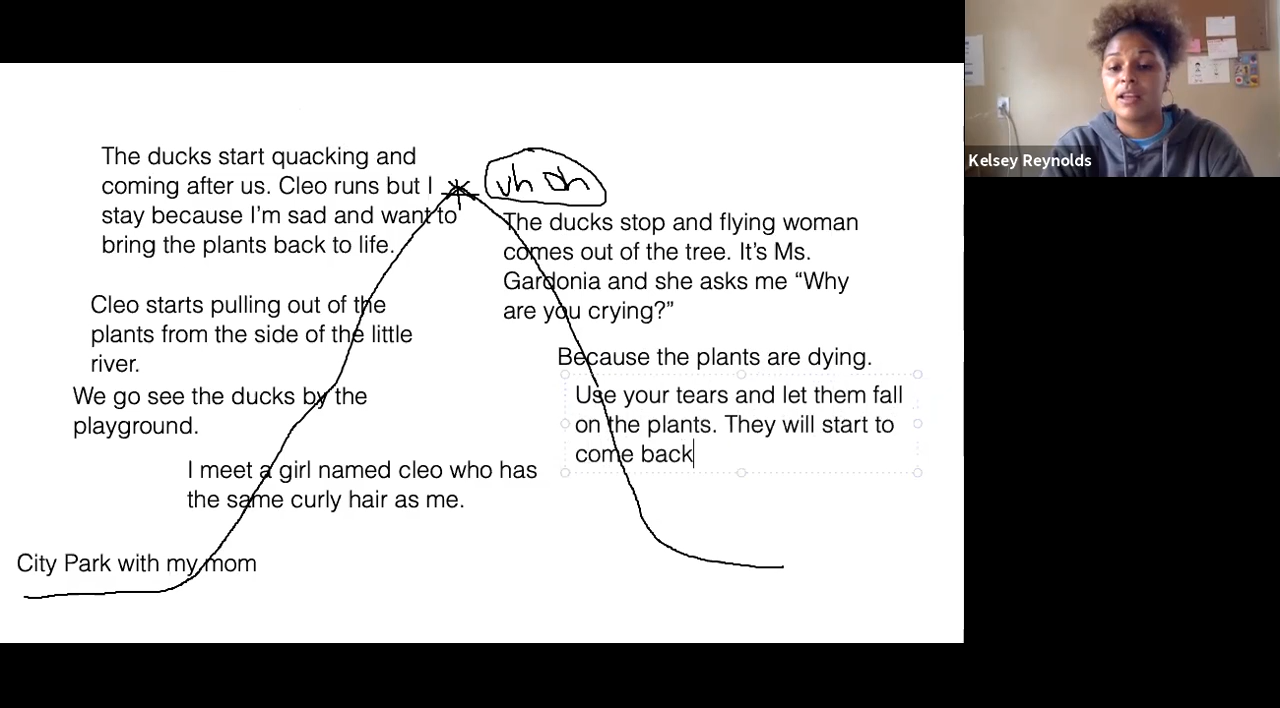 Kelsey Reynolds
The ducks start quacking and
coming after us. Cleo runs but I
stay because I'm sad and want to
bring the plants back to life.
uh oh
The ducks stop and flying woman
comes out of the tree. It's Ms.
Gardonia and she asks me “Why
are you crying?”
Cleo starts pulling out of the
plants from the side of the little
river.
Because the plants are dying.
We go see the ducks by the
playground.
Use your tears and let them fall
on the plants. They will start to
come back
I meet a girl named cleo who has
the same curly hair as me.
City Park with my mom